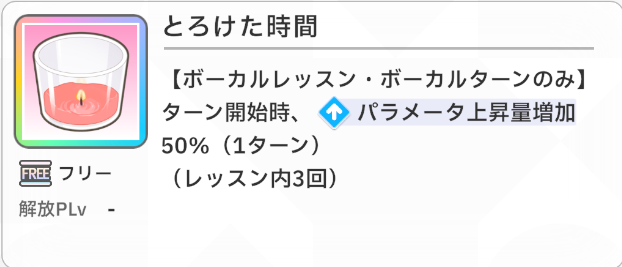 とろけた時間
【ボーカルレッスン・ボーカルターンのみ】
ターン開始時、パラメータ上昇量増加
50%（1ターン）
（レッスン内3回）
FREE フリー
解放PLv -